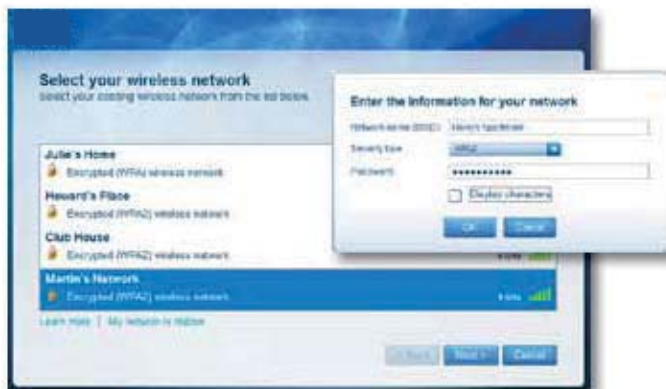 Select your wireless network
Select your existing wireless network from the list below.
Julie's Home
Encrypted (WPA) wireless network
Howard's Place
Encrypted (WPA2) wireless network
Club House
Encrypted (WPA2) wireless network
Martin's Network
Encrypted (WPA2) wireless network
Learn more | My network is hidden
< Back
Next >
Cancel
Enter the information for your network
Network name (SSID)
Security type
WPA2
Password
Display characters
OK
Cancel